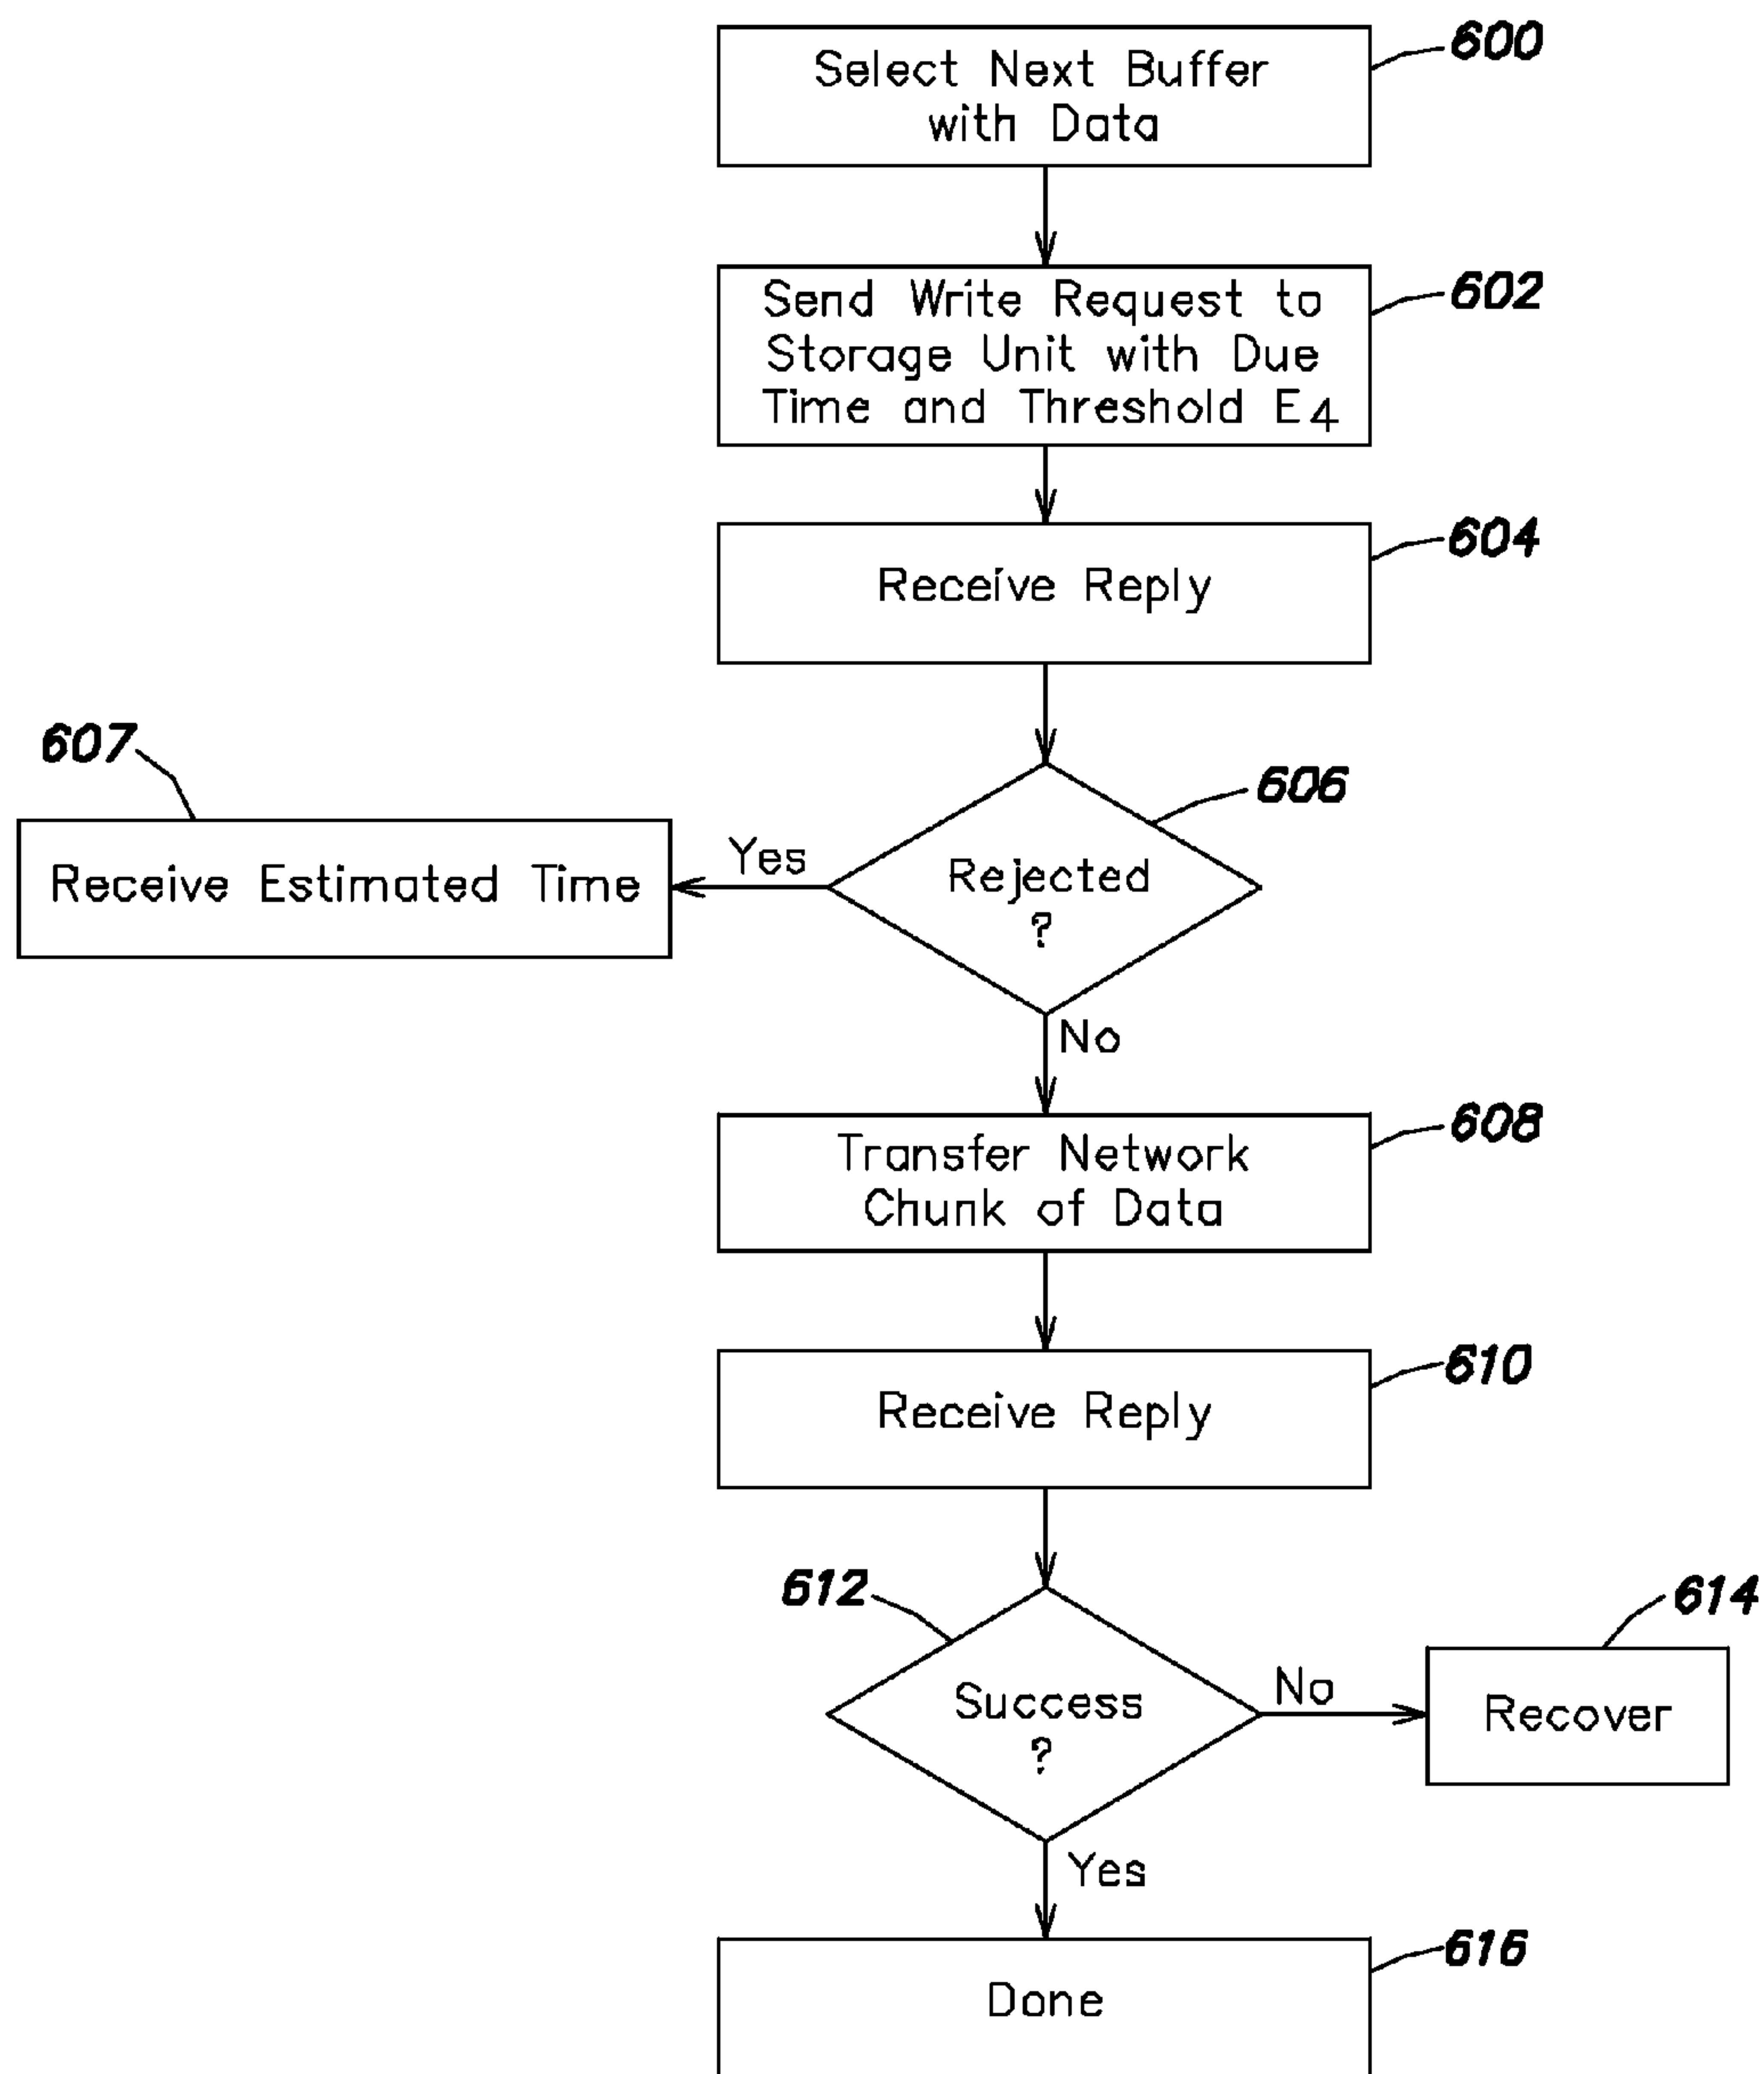 600
Select Next Buffer
with Data
602
Send Write Request to
Storage Unit with Due
Time and Threshold E4
604
Receive Reply
607
606
Receive Estimated Time
Yes
Rejected
?
No
608
Transfer Network
Chunk of Data
610
Receive Reply
612
614
Success
?
No
Recover
Yes
616
Done